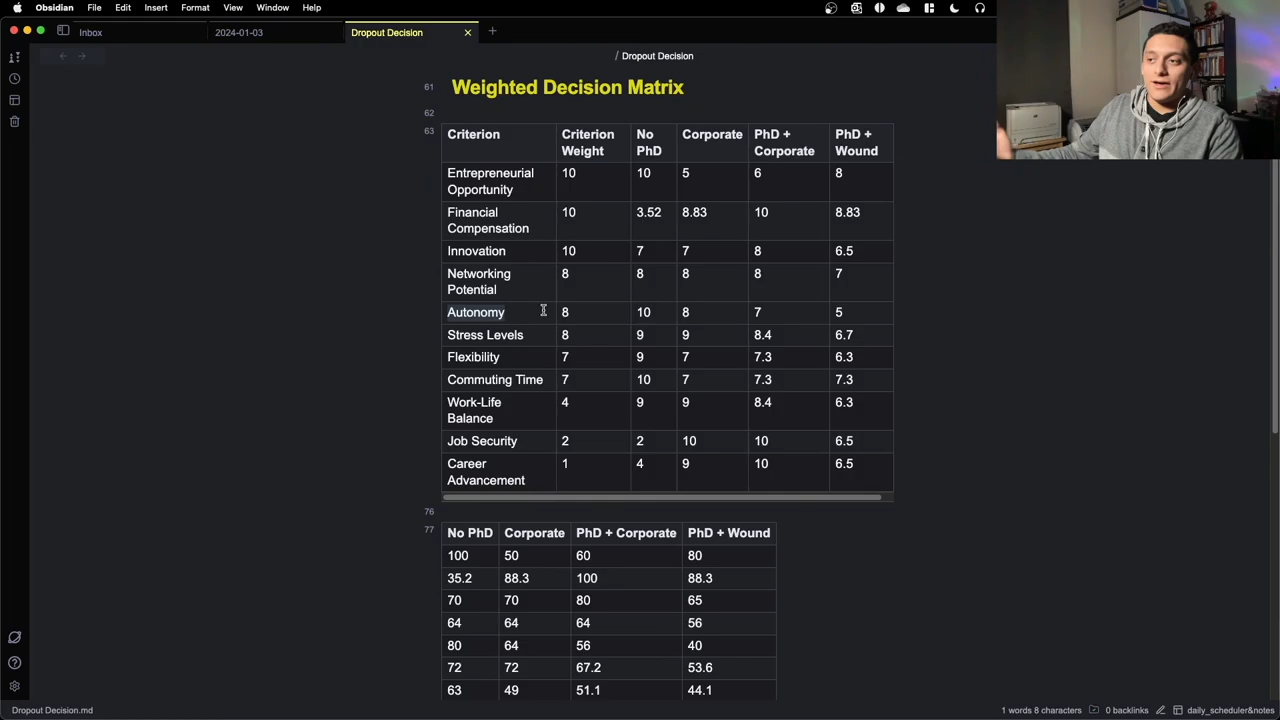 Obsidian File Edit Insert Format View Window Help
Inbox 2024-01-03 Dropout Decision
/ Dropout Decision
61 Weighted Decision Matrix
62
63 Criterion Criterion Weight No PhD Corporate PhD + Corporate PhD + Wound
Entrepreneurial Opportunity 10 10 5 6 8
Financial Compensation 10 3.52 8.83 10 8.83
Innovation 10 7 7 8 6.5
Networking Potential 8 8 8 8 7
Autonomy 8 10 8 7 5
Stress Levels 8 9 9 8.4 6.7
Flexibility 7 9 7 7.3 6.3
Commuting Time 7 10 7 7.3 7.3
Work-Life Balance 4 9 9 8.4 6.3
Job Security 2 2 10 10 6.5
Career Advancement 1 4 9 10 6.5
76
77 No PhD Corporate PhD + Corporate PhD + Wound
100 50 60 80
35.2 88.3 100 88.3
70 70 80 65
64 64 64 56
80 64 56 40
72 72 67.2 53.6
63 49 51.1 44.1
Dropout Decision.md 1 words 8 characters 0 backlinks daily_scheduler&notes